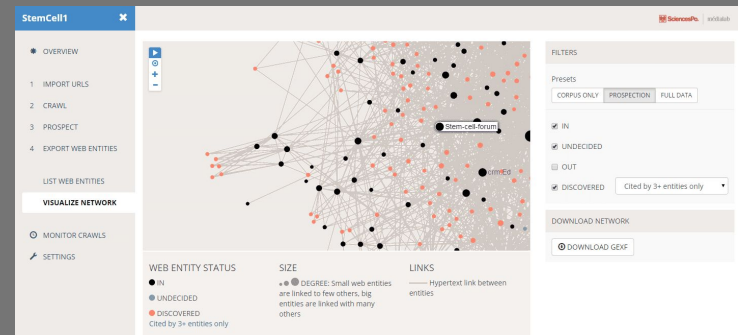 StemCell1 ✖
SciencesPo.
OVERVIEW
1 IMPORT URLS
2 CRAWL
3 PROSPECT
4 EXPORT WEB ENTITIES
LIST WEB ENTITIES
VISUALIZE NETWORK
MONITOR CRAWLS
SETTINGS
+
−
Stem-cell-forum
WEB ENTITY STATUS
IN
UNDECIDED
DISCOVERED
Cited by 3+ entities only
SIZE
DEGREE: Small web entities
are linked to few others, big
entities are linked with many
others
LINKS
Hypertext link between
entities
FILTERS
Presets
CORPUS ONLY PROSPECTION FULL DATA
IN
UNDECIDED
OUT
DISCOVERED Cited by 3+ entities only
DOWNLOAD NETWORK
DOWNLOAD GEXF